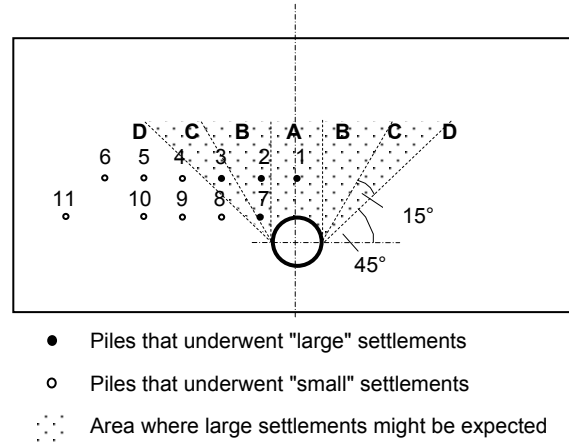 D C B A B C D
6 5 4 3 2 1
11 10 9 8 7
15°
45°
Piles that underwent "large" settlements
Piles that underwent "small" settlements
Area where large settlements might be expected